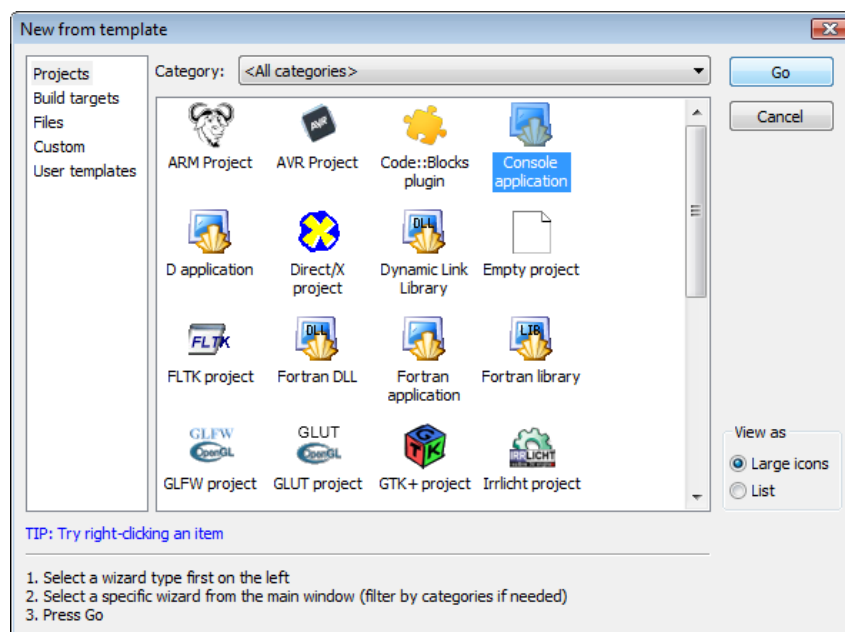 New from template
Projects
Build targets
Files
Custom
User templates
Category:
<All categories>
Go
Cancel
AVR
ARM Project
AVR Project
Code::Blocks
plugin
Console
application
DLL
D application
Direct/X
project
Dynamic Link
Library
Empty project
FLTK
DLL
LIB
FLTK project
Fortran DLL
Fortran
application
Fortran library
GLFW
OpenGL
GLUT
OpenGL
GTK
IRRLICHT
GLFW project
GLUT project
GTK+ project
Irrlicht project
View as
Large icons
List
TIP: Try right-clicking an item
1. Select a wizard type first on the left
2. Select a specific wizard from the main window (filter by categories if needed)
3. Press Go